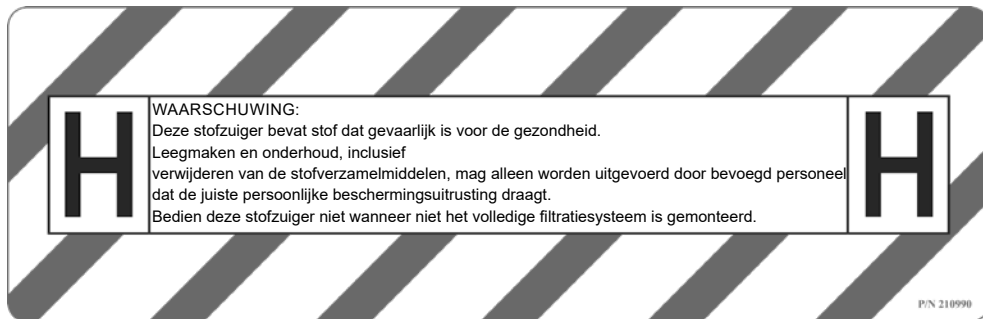 H
WAARSCHUWING:
Deze stofzuiger bevat stof dat gevaarlijk is voor de gezondheid.
Leegmaken en onderhoud, inclusief
verwijderen van de stofverzamelmiddelen, mag alleen worden uitgevoerd door bevoegd personeel
dat de juiste persoonlijke beschermingsuitrusting draagt.
Bedien deze stofzuiger niet wanneer niet het volledige filtratiesysteem is gemonteerd.
H
P/N 210990